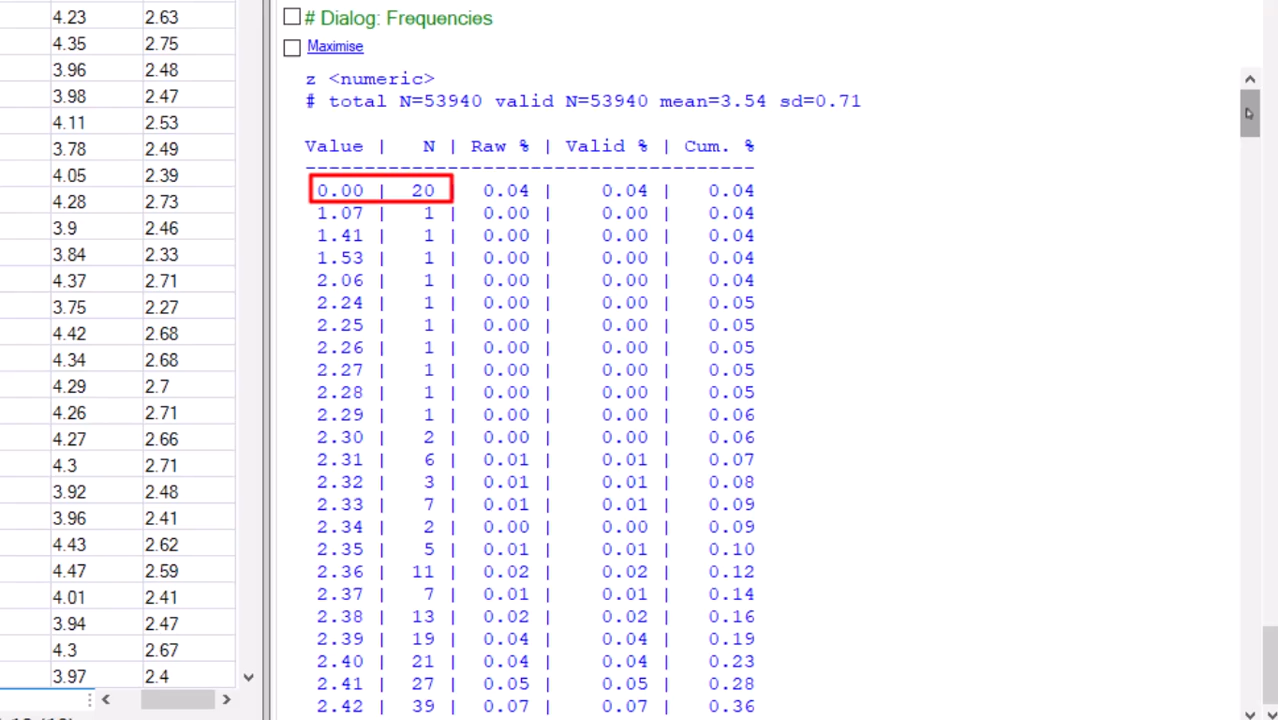 4.23 2.63
4.35 2.75
3.96 2.48
3.98 2.47
4.11 2.53
3.78 2.49
4.05 2.39
4.28 2.73
3.9 2.46
3.84 2.33
4.37 2.71
3.75 2.27
4.42 2.68
4.34 2.68
4.29 2.7
4.26 2.71
4.27 2.66
4.3 2.71
3.92 2.48
3.96 2.41
4.43 2.62
4.47 2.59
4.01 2.41
3.94 2.47
4.3 2.67
3.97 2.4
# Dialog: Frequencies
Maximise
z <numeric>
# total N=53940 valid N=53940 mean=3.54 sd=0.71
Value | N | Raw % | Valid % | Cum. %
-----------------------------------------
0.00 | 20 | 0.04 | 0.04 | 0.04
1.07 | 1 | 0.00 | 0.00 | 0.04
1.41 | 1 | 0.00 | 0.00 | 0.04
1.53 | 1 | 0.00 | 0.00 | 0.04
2.06 | 1 | 0.00 | 0.00 | 0.04
2.24 | 1 | 0.00 | 0.00 | 0.05
2.25 | 1 | 0.00 | 0.00 | 0.05
2.26 | 1 | 0.00 | 0.00 | 0.05
2.27 | 1 | 0.00 | 0.00 | 0.05
2.28 | 1 | 0.00 | 0.00 | 0.05
2.29 | 1 | 0.00 | 0.00 | 0.06
2.30 | 2 | 0.00 | 0.00 | 0.06
2.31 | 6 | 0.01 | 0.01 | 0.07
2.32 | 3 | 0.01 | 0.01 | 0.08
2.33 | 7 | 0.01 | 0.01 | 0.09
2.34 | 2 | 0.00 | 0.00 | 0.09
2.35 | 5 | 0.01 | 0.01 | 0.10
2.36 | 11 | 0.02 | 0.02 | 0.12
2.37 | 7 | 0.01 | 0.01 | 0.14
2.38 | 13 | 0.02 | 0.02 | 0.16
2.39 | 19 | 0.04 | 0.04 | 0.19
2.40 | 21 | 0.04 | 0.04 | 0.23
2.41 | 27 | 0.05 | 0.05 | 0.28
2.42 | 39 | 0.07 | 0.07 | 0.36